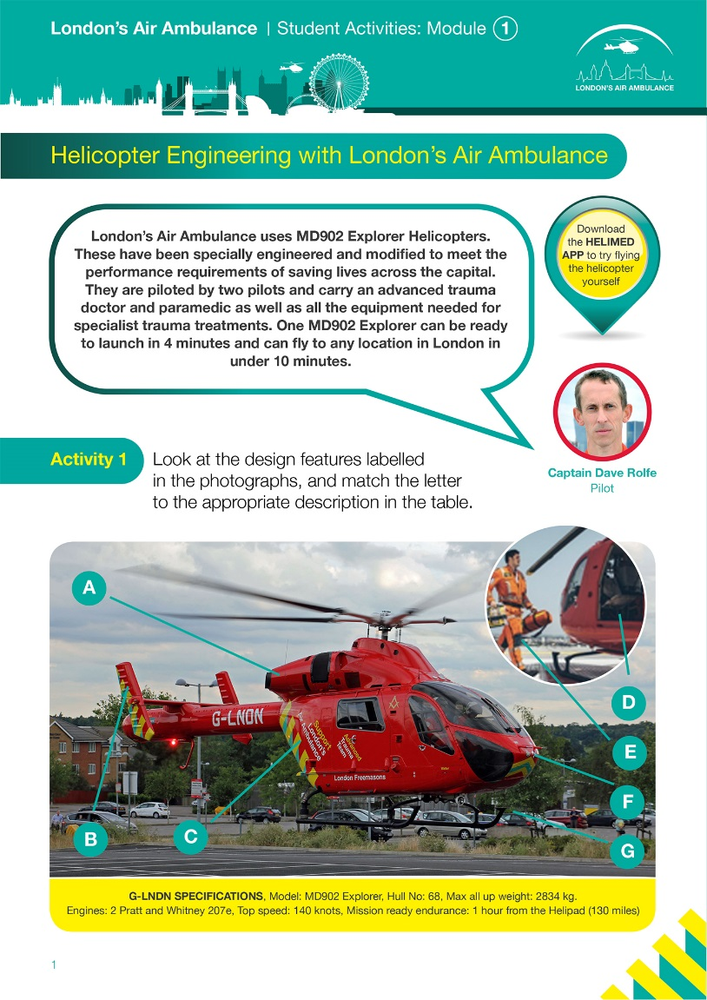 London's Air Ambulance | Student Activities: Module 1
LONDON'S AIR AMBULANCE
Helicopter Engineering with London's Air Ambulance
London's Air Ambulance uses MD902 Explorer Helicopters.
These have been specially engineered and modified to meet the
performance requirements of saving lives across the capital.
They are piloted by two pilots and carry an advanced trauma
doctor and paramedic as well as all the equipment needed for
specialist trauma treatments. One MD902 Explorer can be ready
to launch in 4 minutes and can fly to any location in London in
under 10 minutes.
Download
the HELIMED
APP to try flying
the helicopter
yourself
Captain Dave Rolfe
Pilot
Activity 1
Look at the design features labelled
in the photographs, and match the letter
to the appropriate description in the table.
A
B
C
D
E
F
G
G-LNDN
Support
London's
Air Ambulance
Advanced
Trauma
Team
London Freemasons
G-LNDN SPECIFICATIONS, Model: MD902 Explorer, Hull No: 68, Max all up weight: 2834 kg.
Engines: 2 Pratt and Whitney 207e, Top speed: 140 knots, Mission ready endurance: 1 hour from the Helipad (130 miles)
1